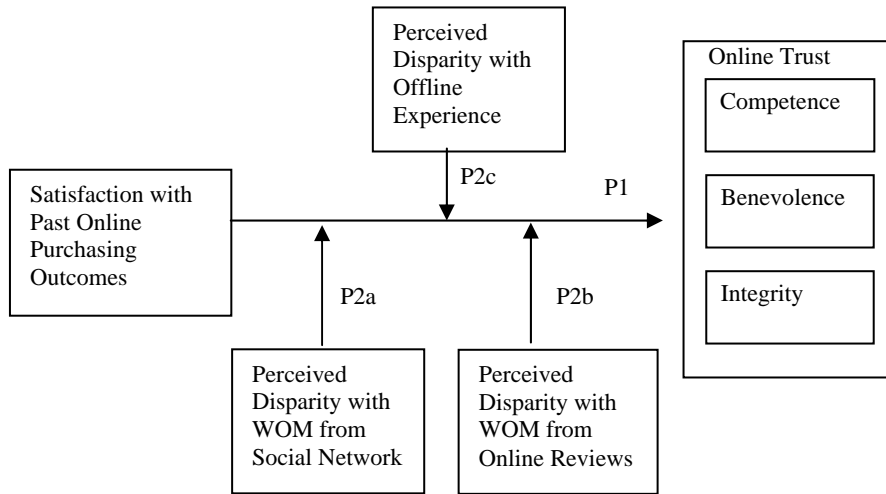 Perceived
Disparity with
Offline
Experience
Online Trust
Competence
Benevolence
Integrity
P2c
P1
Satisfaction with
Past Online
Purchasing
Outcomes
P2a
P2b
Perceived
Disparity with
WOM from
Social Network
Perceived
Disparity with
WOM from
Online Reviews